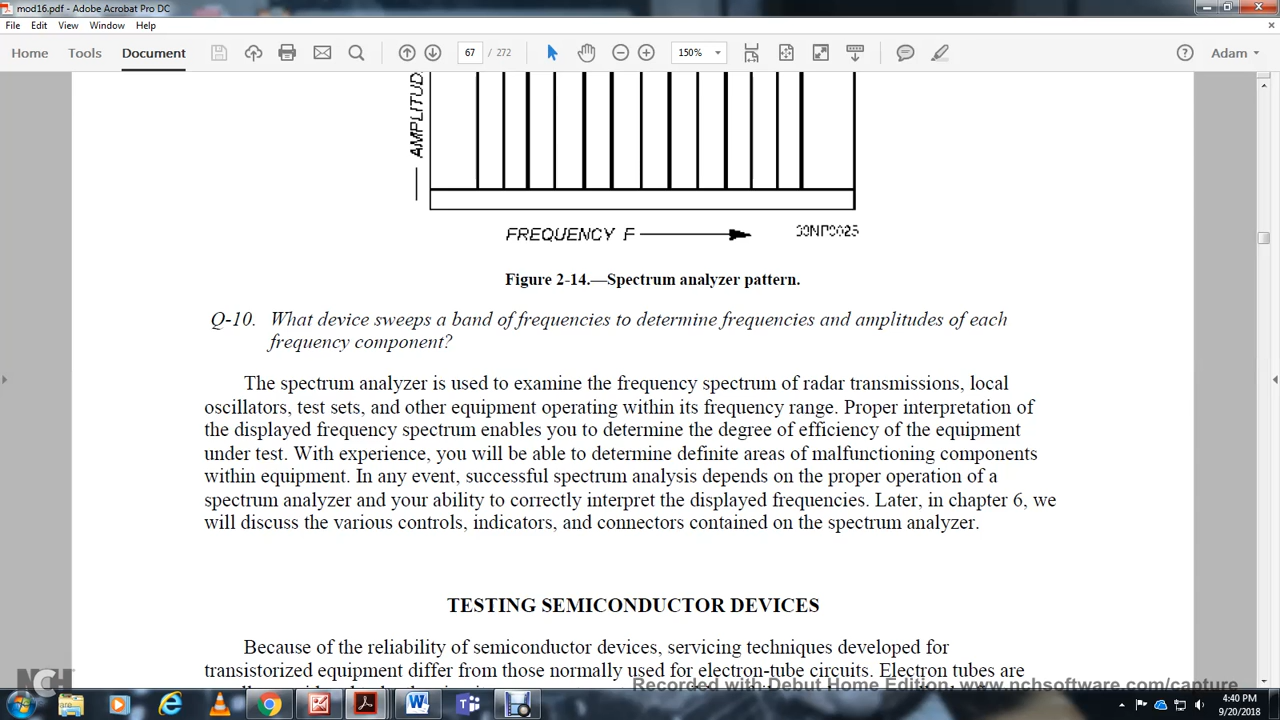 mod16.pdf - Adobe Acrobat Pro DC
File Edit View Window Help
Home Tools Document 67 / 272 150% Adam
AMPLITUD
FREQUENCY F
Figure 2-14.—Spectrum analyzer pattern.
Q-10. What device sweeps a band of frequencies to determine frequencies and amplitudes of each
frequency component?
The spectrum analyzer is used to examine the frequency spectrum of radar transmissions, local
oscillators, test sets, and other equipment operating within its frequency range. Proper interpretation of
the displayed frequency spectrum enables you to determine the degree of efficiency of the equipment
under test. With experience, you will be able to determine definite areas of malfunctioning components
within equipment. In any event, successful spectrum analysis depends on the proper operation of a
spectrum analyzer and your ability to correctly interpret the displayed frequencies. Later, in chapter 6, we
will discuss the various controls, indicators, and connectors contained on the spectrum analyzer.
TESTING SEMICONDUCTOR DEVICES
Because of the reliability of semiconductor devices, servicing techniques developed for
transistorized equipment differ from those normally used for electron-tube circuits. Electron tubes are
Recorded with Debut Home Edition. www.nchsoftware.com/capture
NCH
4:40 PM
9/20/2018